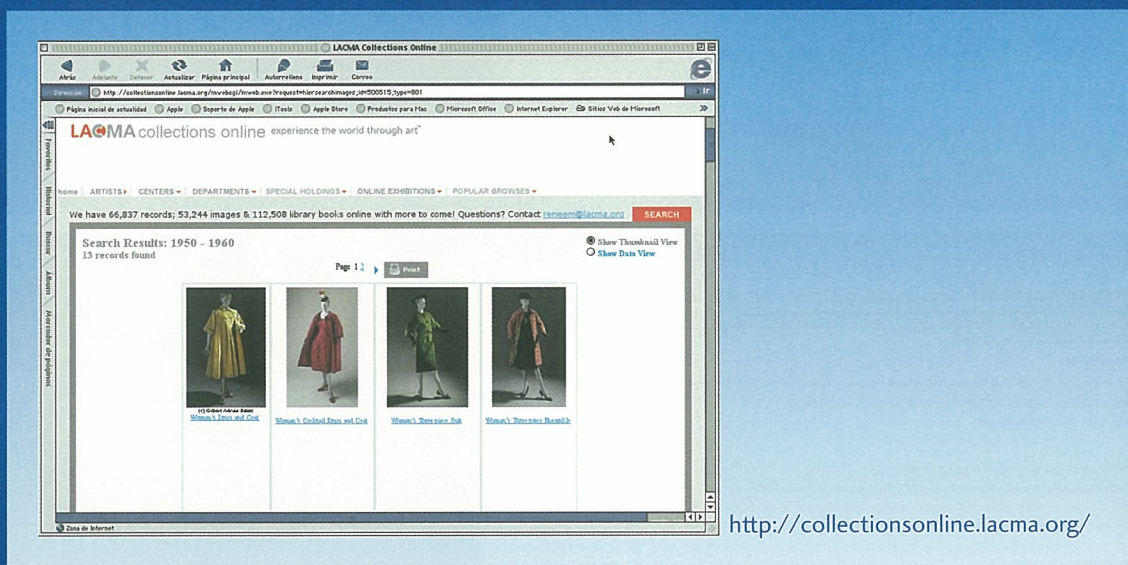 LACMA Collections Online
Atrás Adelante Detener Actualizar Página principal Autorrelleno Imprimir Correo
Dirección http://collectionsonline.lacma.org/mwebcgi/mweb.exe?request=hiersearchimages;id=500515;type=801 Ir
Página inicial de actualidad Apple Soporte de Apple iTools Apple Store Productos para Mac Microsoft Office Internet Explorer Sitios Web de Microsoft
Favoritos
Historial
Buscar
Álbum
Marcador de páginas
LACMA collections online experience the world through art
home ARTISTS CENTERS DEPARTMENTS SPECIAL HOLDINGS ONLINE EXHIBITIONS POPULAR BROWSES
We have 66,837 records; 53,244 images & 112,508 library books online with more to come! Questions? Contact reneem@lacma.org SEARCH
Search Results: 1950 - 1960
13 records found
Show Thumbnail View
Show Data View
Page 1 2 Print
(c) Gilbert Adrian Estate
Women's Dress and Coat Woman's Cocktail Dress and Coat Woman's Three-piece Suit Woman's Three-piece Ensemble
Zona de Internet
http://collectionsonline.lacma.org/